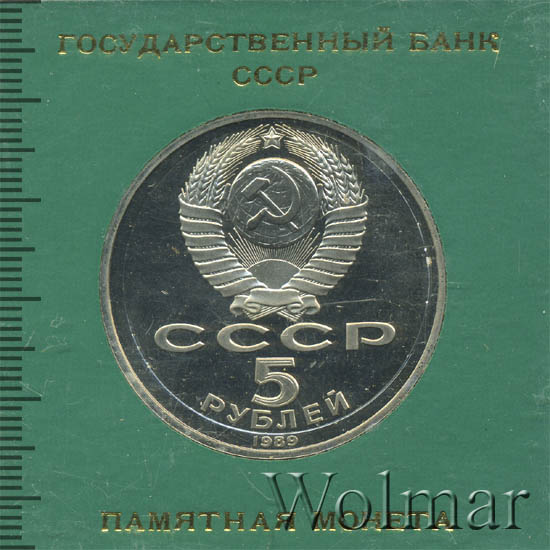 ГОСУДАРСТВЕННЫЙ БАНК
СССР
СССР
5
РУБЛЕЙ
1989
Wolmar
ПАМЯТНАЯ МОНЕТА